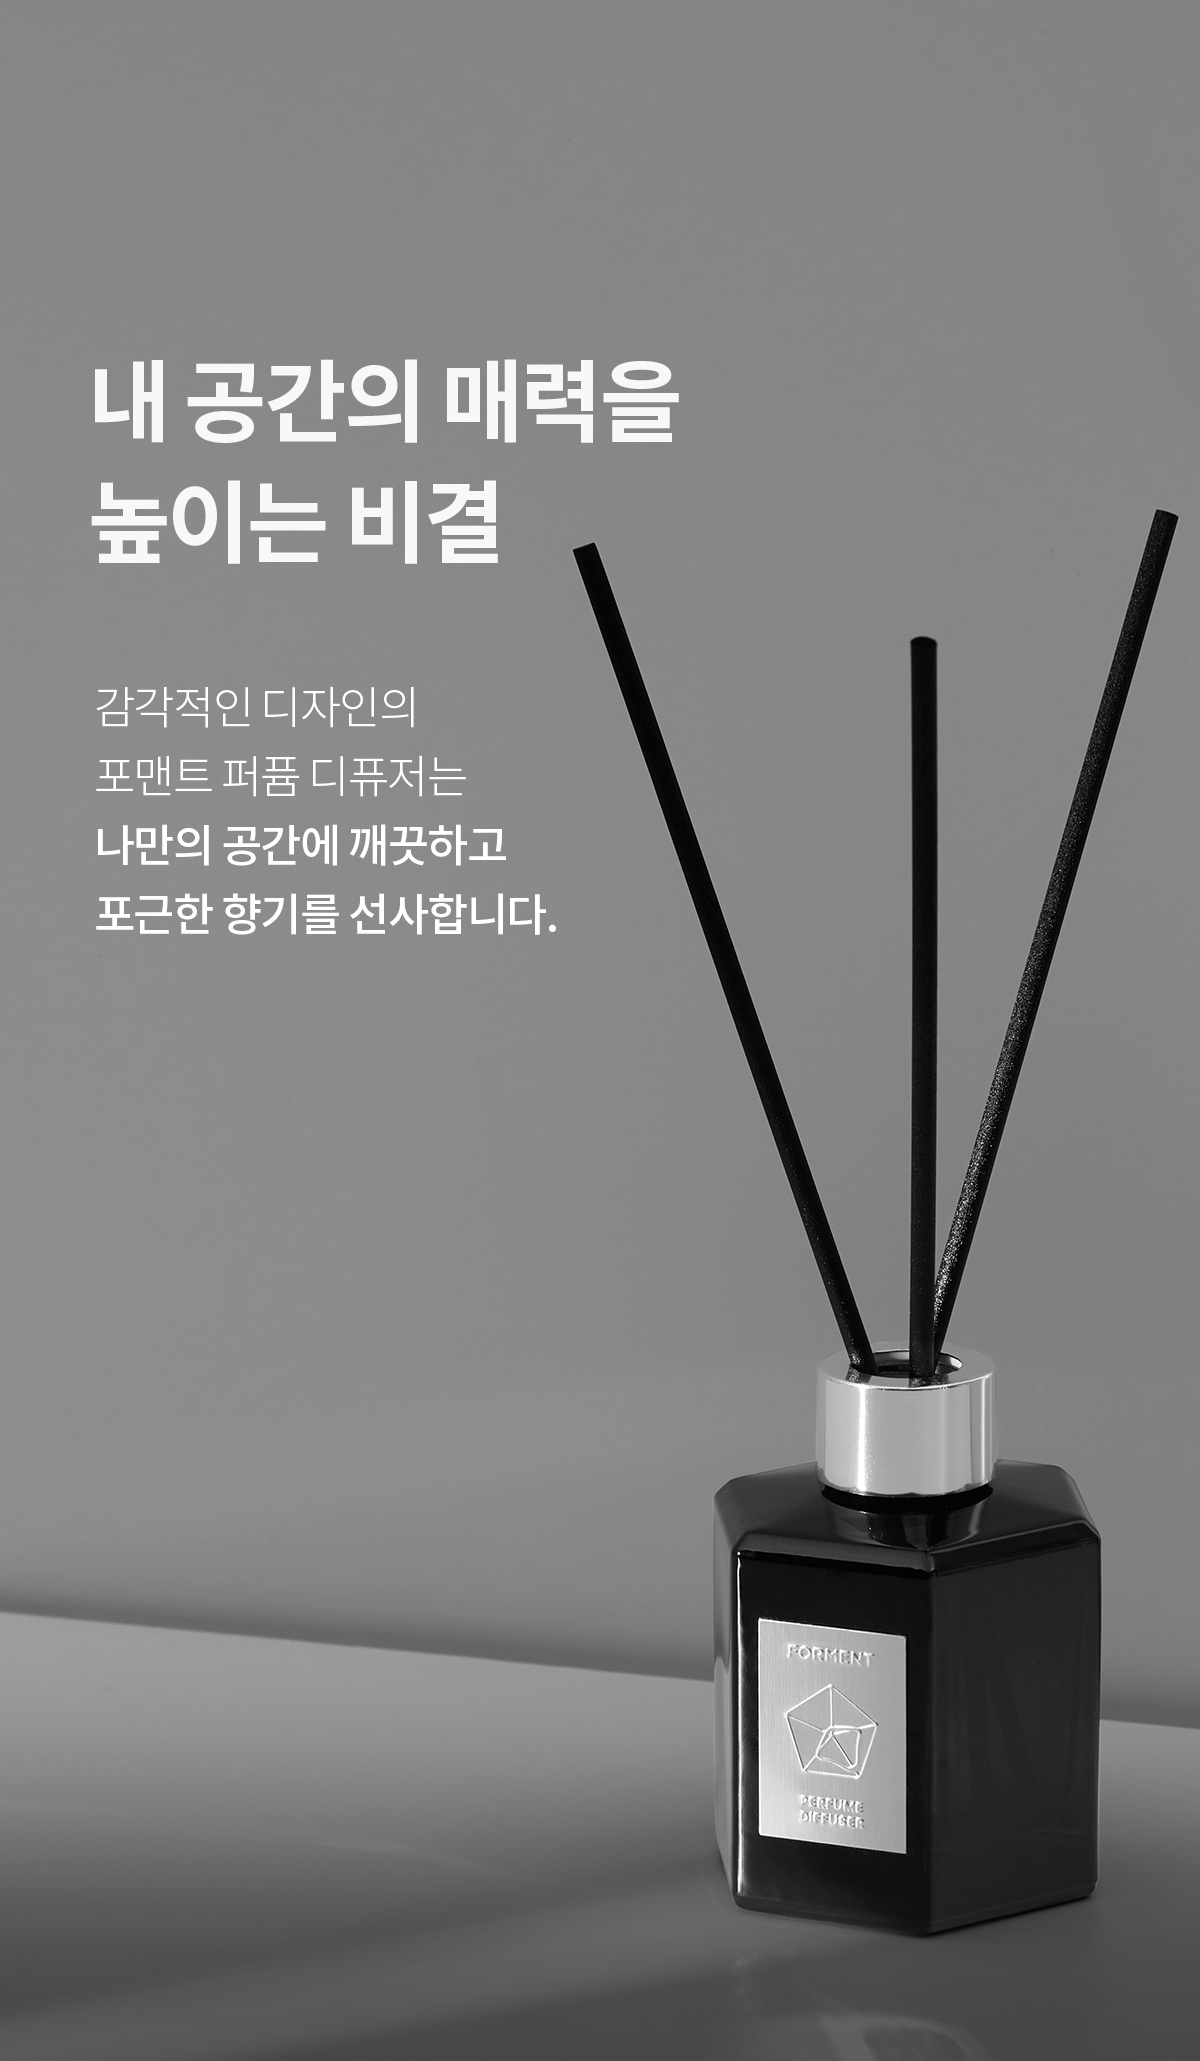 내 공간의 매력을
높이는 비결
감각적인 디자인의
포맨트 퍼퓸 디퓨저는
나만의 공간에 깨끗하고
포근한 향기를 선사합니다.
FORMENT
PERFUME
DIFFUSER